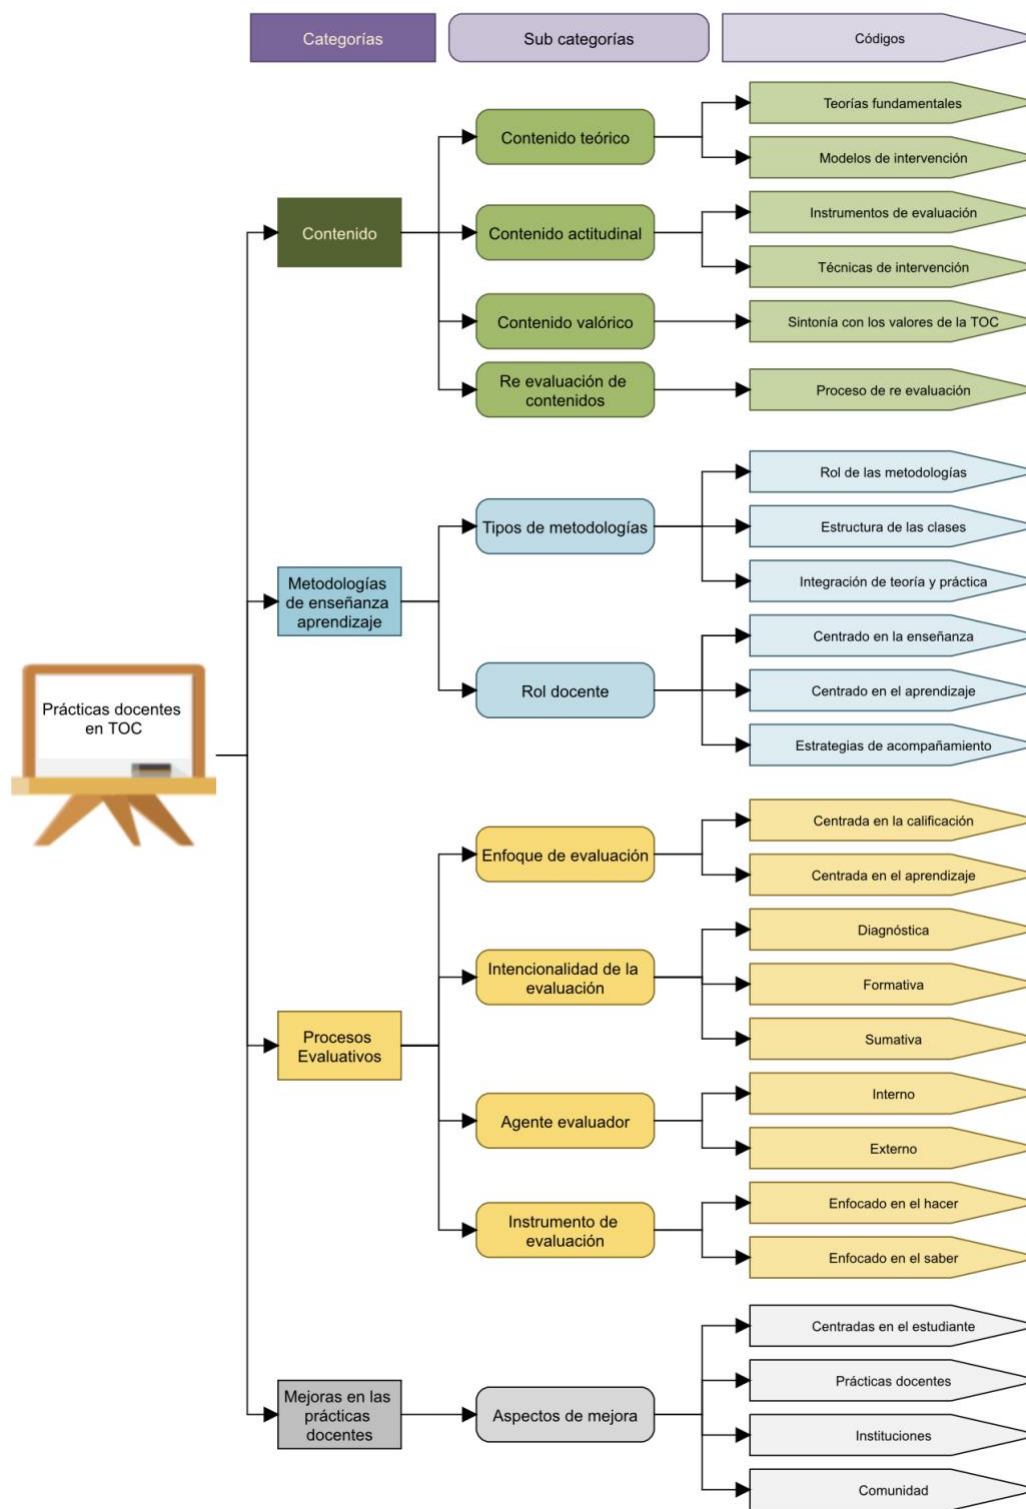 Categorías
Sub categorías
Códigos
Prácticas docentes
en TOC
Contenido
Contenido teórico
Teorías fundamentales
Modelos de intervención
Contenido actitudinal
Instrumentos de evaluación
Técnicas de intervención
Contenido valórico
Sintonía con los valores de la TOC
Re evaluación de
contenidos
Proceso de re evaluación
Metodologías
de enseñanza
aprendizaje
Tipos de metodologías
Rol de las metodologías
Estructura de las clases
Integración de teoría y práctica
Rol docente
Centrado en la enseñanza
Centrado en el aprendizaje
Estrategias de acompañamiento
Procesos
Evaluativos
Enfoque de evaluación
Centrada en la calificación
Centrada en el aprendizaje
Intencionalidad de la
evaluación
Diagnóstica
Formativa
Sumativa
Agente evaluador
Interno
Externo
Instrumento de
evaluación
Enfocado en el hacer
Enfocado en el saber
Mejoras en las
prácticas
docentes
Aspectos de mejora
Centradas en el estudiante
Prácticas docentes
Instituciones
Comunidad